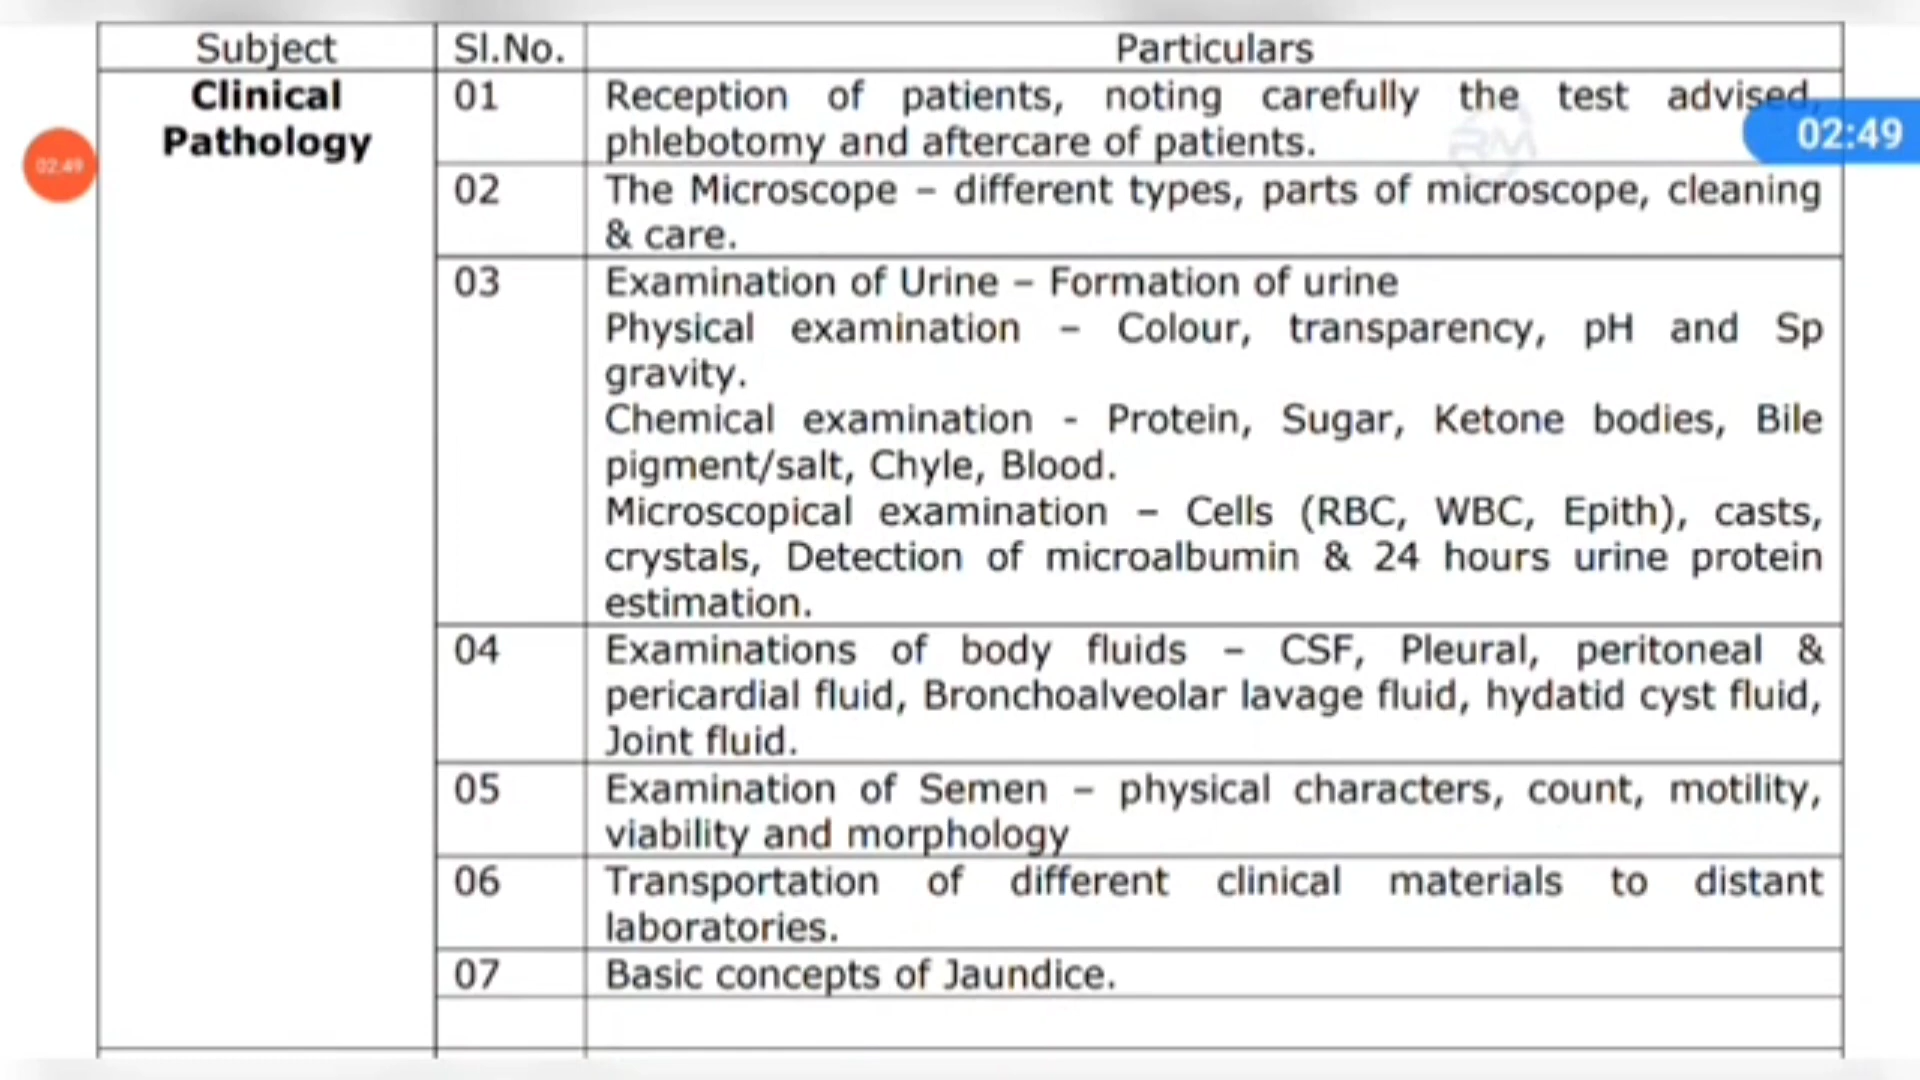 Subject Sl.No. Particulars
Clinical 01 Reception of patients, noting carefully the test advised,
Pathology phlebotomy and aftercare of patients.
02:49
02:49
RM
02 The Microscope – different types, parts of microscope, cleaning
& care.
03 Examination of Urine – Formation of urine
Physical examination – Colour, transparency, pH and Sp
gravity.
Chemical examination - Protein, Sugar, Ketone bodies, Bile
pigment/salt, Chyle, Blood.
Microscopical examination – Cells (RBC, WBC, Epith), casts,
crystals, Detection of microalbumin & 24 hours urine protein
estimation.
04 Examinations of body fluids – CSF, Pleural, peritoneal &
pericardial fluid, Bronchoalveolar lavage fluid, hydatid cyst fluid,
Joint fluid.
05 Examination of Semen – physical characters, count, motility,
viability and morphology
06 Transportation of different clinical materials to distant
laboratories.
07 Basic concepts of Jaundice.